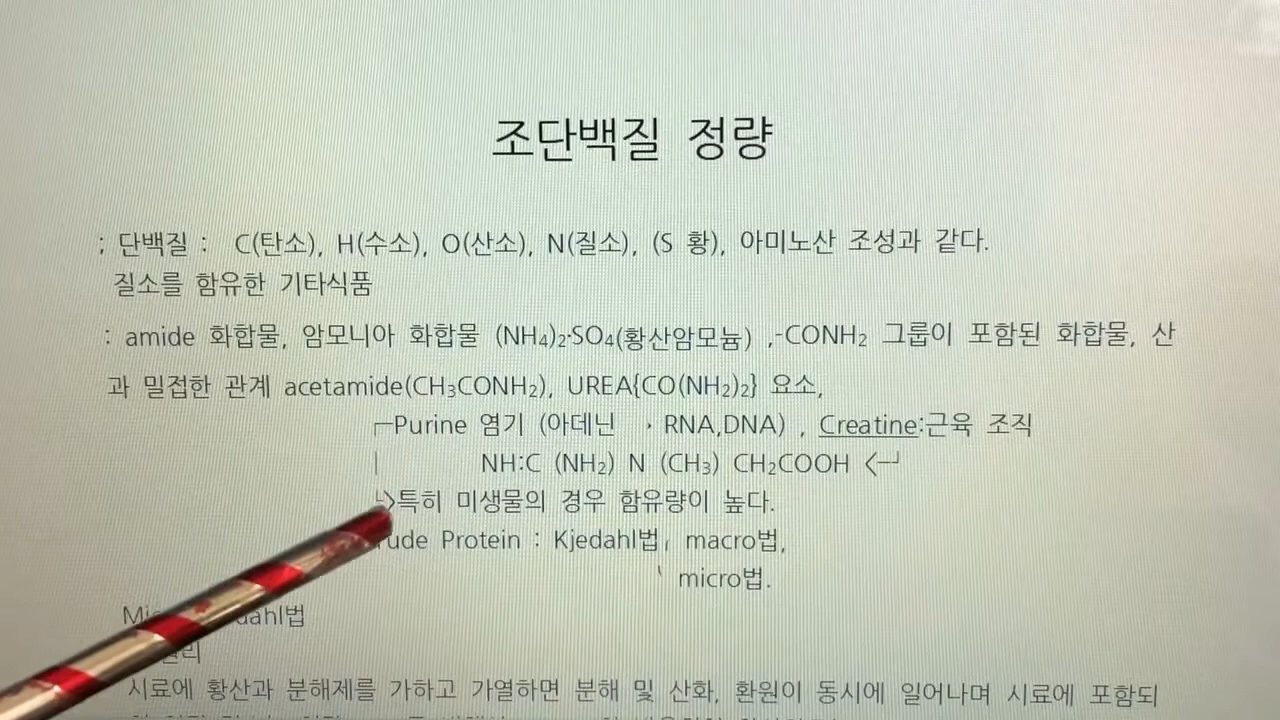 조단백질 정량
; 단백질 : C(탄소), H(수소), O(산소), N(질소), (S 황), 아미노산 조성과 같다.
질소를 함유한 기타식품
: amide 화합물, 암모니아 화합물 (NH₄)₂·SO₄(황산암모늄) ,-CONH₂ 그룹이 포함된 화합물, 산
과 밀접한 관계 acetamide(CH₃CONH₂), UREA{CO(NH₂)₂} 요소,
┌Purine 염기 (아데닌 → RNA,DNA) , Creatine:근육 조직
│ NH:C (NH₂) N (CH₃) CH₂COOH <─┘
└>특히 미생물의 경우 함유량이 높다.
Protein : Kjedahl법┌ macro법,
└ micro법.
시료에 황산과 분해제를 가하고 가열하면 분해 및 산화, 환원이 동시에 일어나며 시료에 포함되